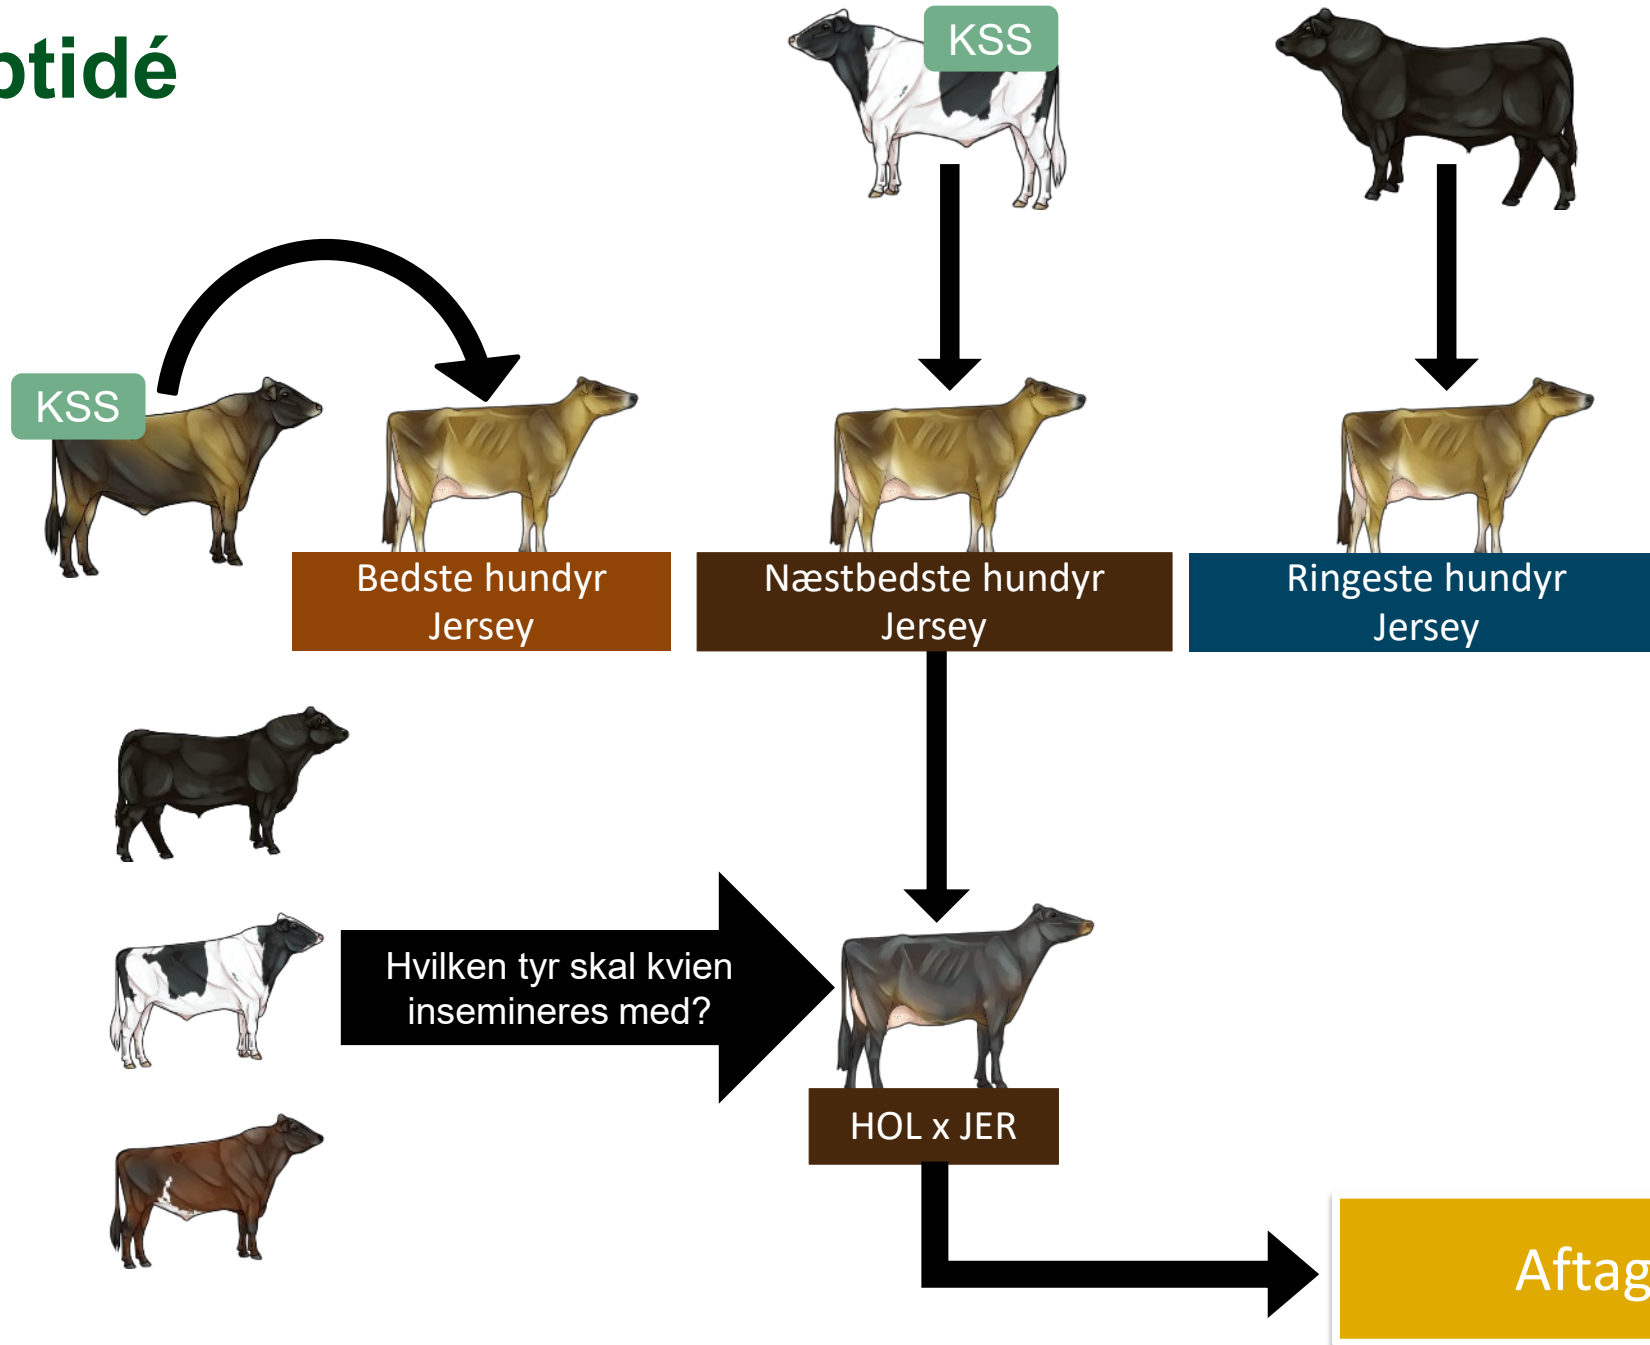 ptidé
KSS
KSS
Bedste hundyr
Jersey
Næstbedste hundyr
Jersey
Ringeste hundyr
Jersey
Hvilken tyr skal kvien
insemineres med?
HOL x JER
Aftag